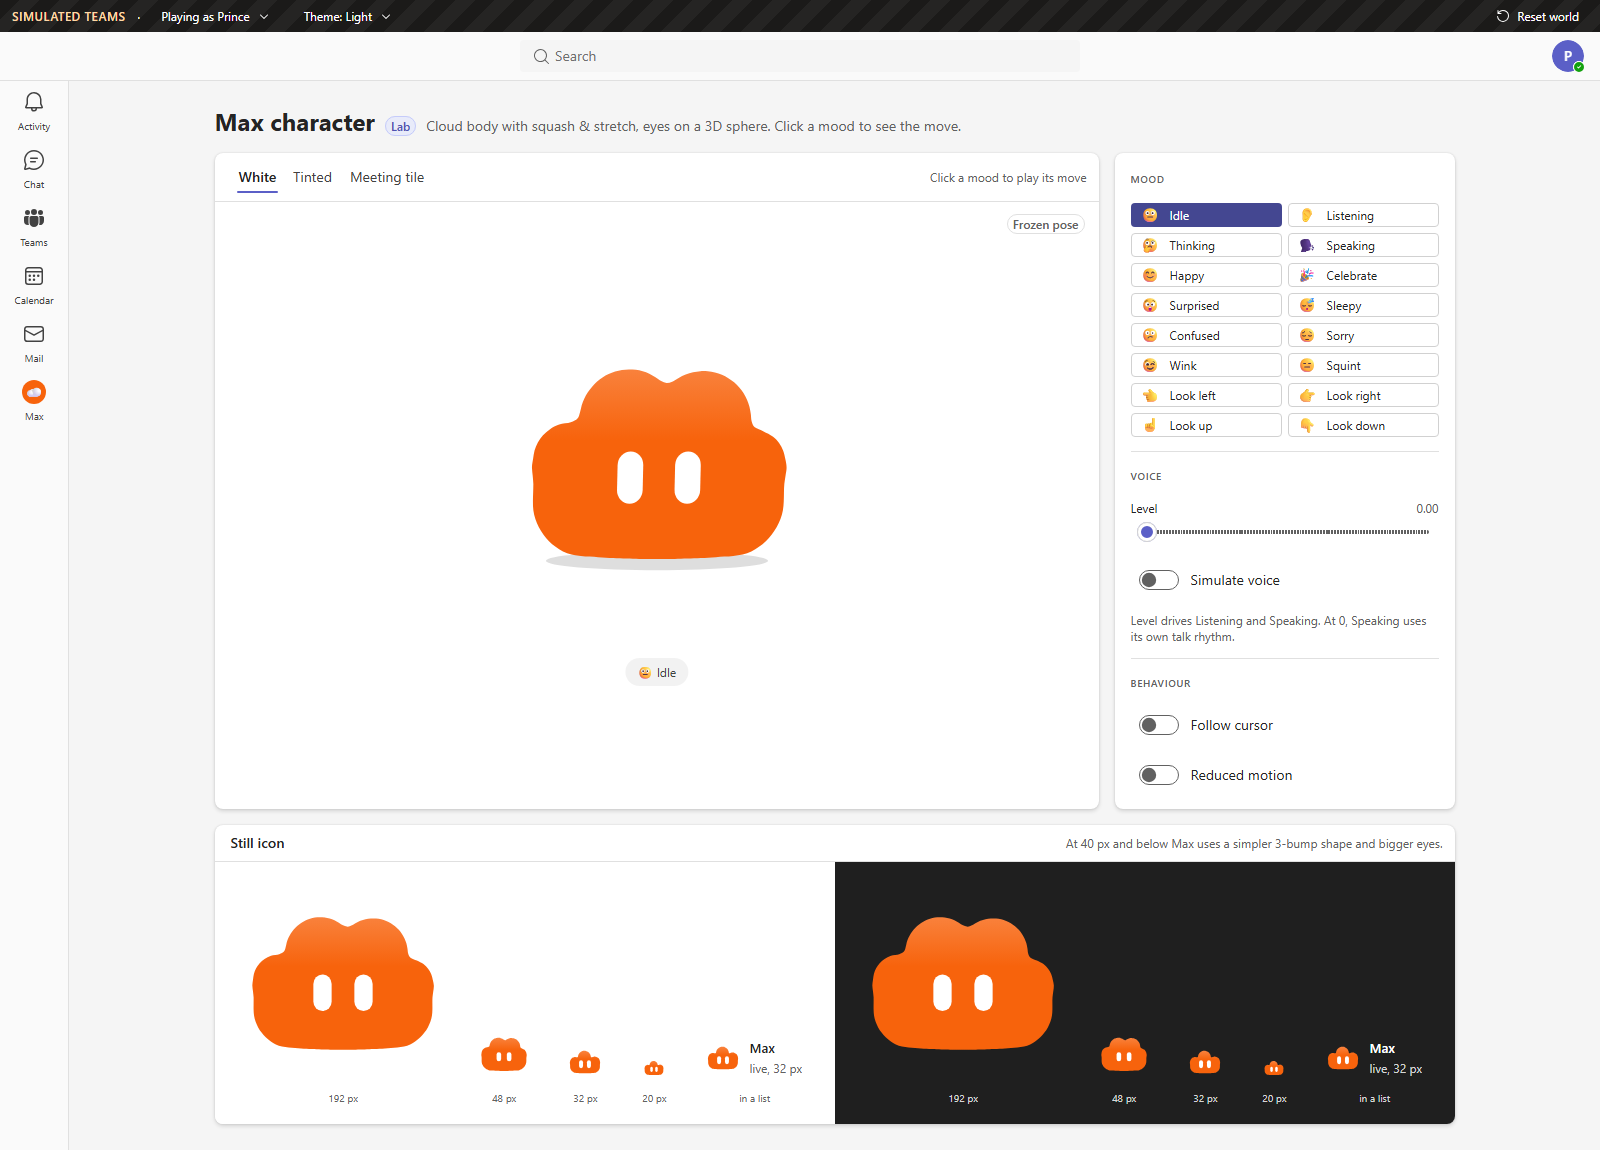 SIMULATED TEAMS · Playing as Prince Theme: Light Reset world
Search
P
Activity
Chat
Teams
Calendar
Mail
Max
Max character Lab Cloud body with squash & stretch, eyes on a 3D sphere. Click a mood to see the move.
White Tinted Meeting tile Click a mood to play its move
Frozen pose
Idle
MOOD
Idle Listening
Thinking Speaking
Happy Celebrate
Surprised Sleepy
Confused Sorry
Wink Squint
Look left Look right
Look up Look down
VOICE
Level 0.00
Simulate voice
Level drives Listening and Speaking. At 0, Speaking uses
its own talk rhythm.
BEHAVIOUR
Follow cursor
Reduced motion
Still icon At 40 px and below Max uses a simpler 3-bump shape and bigger eyes.
Max
live, 32 px
192 px 48 px 32 px 20 px in a list
Max
live, 32 px
192 px 48 px 32 px 20 px in a list